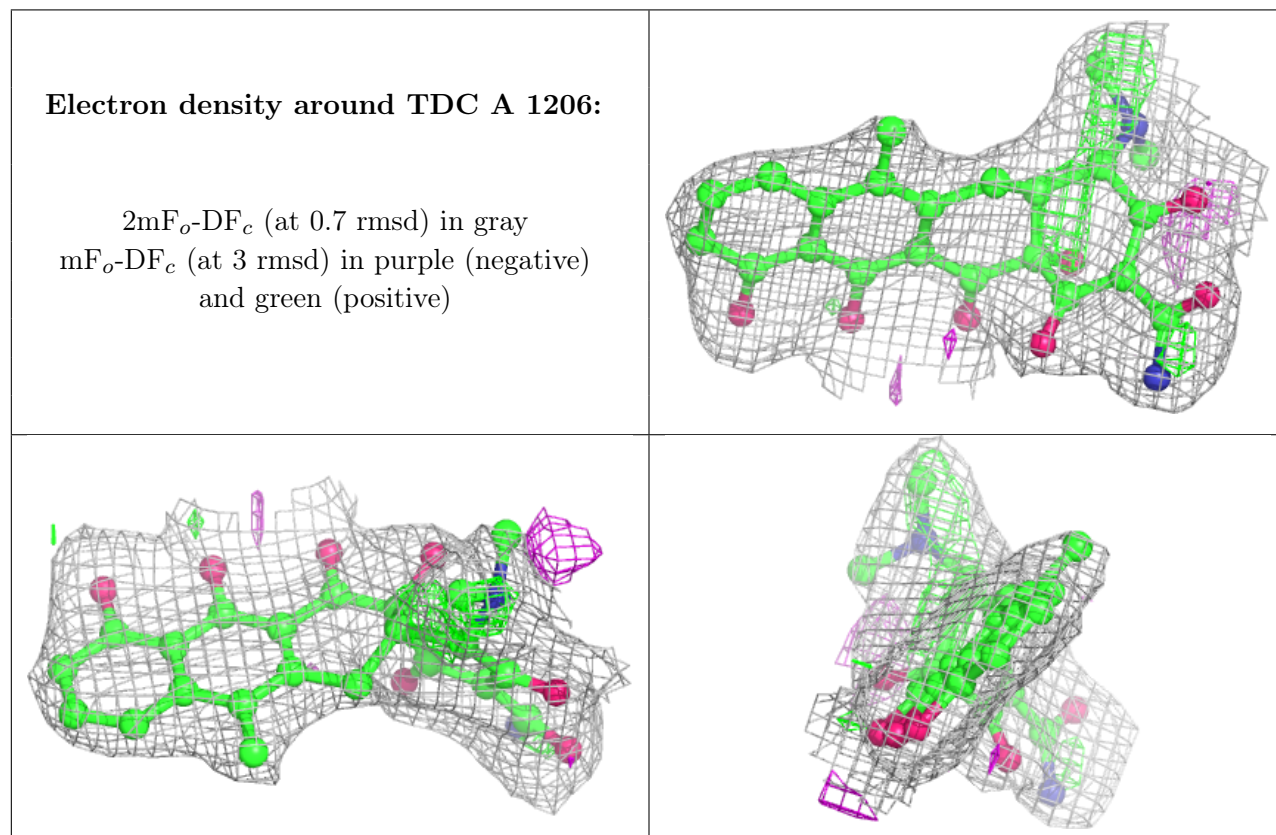 Electron density around TDC A 1206:
2mFₒ-DF𝒸 (at 0.7 rmsd) in gray
mFₒ-DF𝒸 (at 3 rmsd) in purple (negative)
and green (positive)